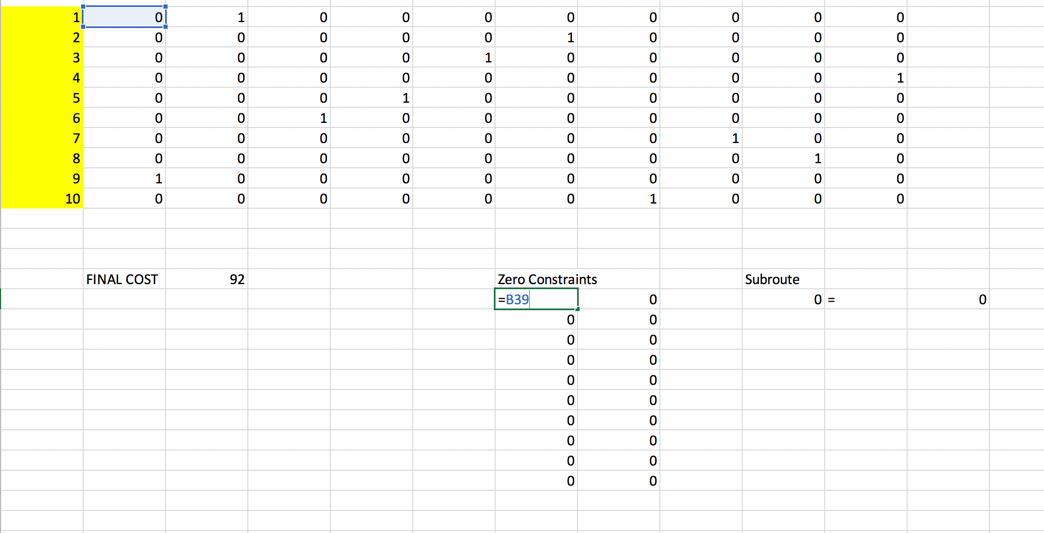 1 0 1 0 0 0 0 0 0 0 0
2 0 0 0 0 0 1 0 0 0 0
3 0 0 0 0 1 0 0 0 0 0
4 0 0 0 0 0 0 0 0 0 1
5 0 0 0 1 0 0 0 0 0 0
6 0 0 1 0 0 0 0 0 0 0
7 0 0 0 0 0 0 0 1 0 0
8 0 0 0 0 0 0 0 0 1 0
9 1 0 0 0 0 0 0 0 0 0
10 0 0 0 0 0 0 1 0 0 0
FINAL COST 92 Zero Constraints Subroute
=B39 0 0 = 0
0 0
0 0
0 0
0 0
0 0
0 0
0 0
0 0
0 0